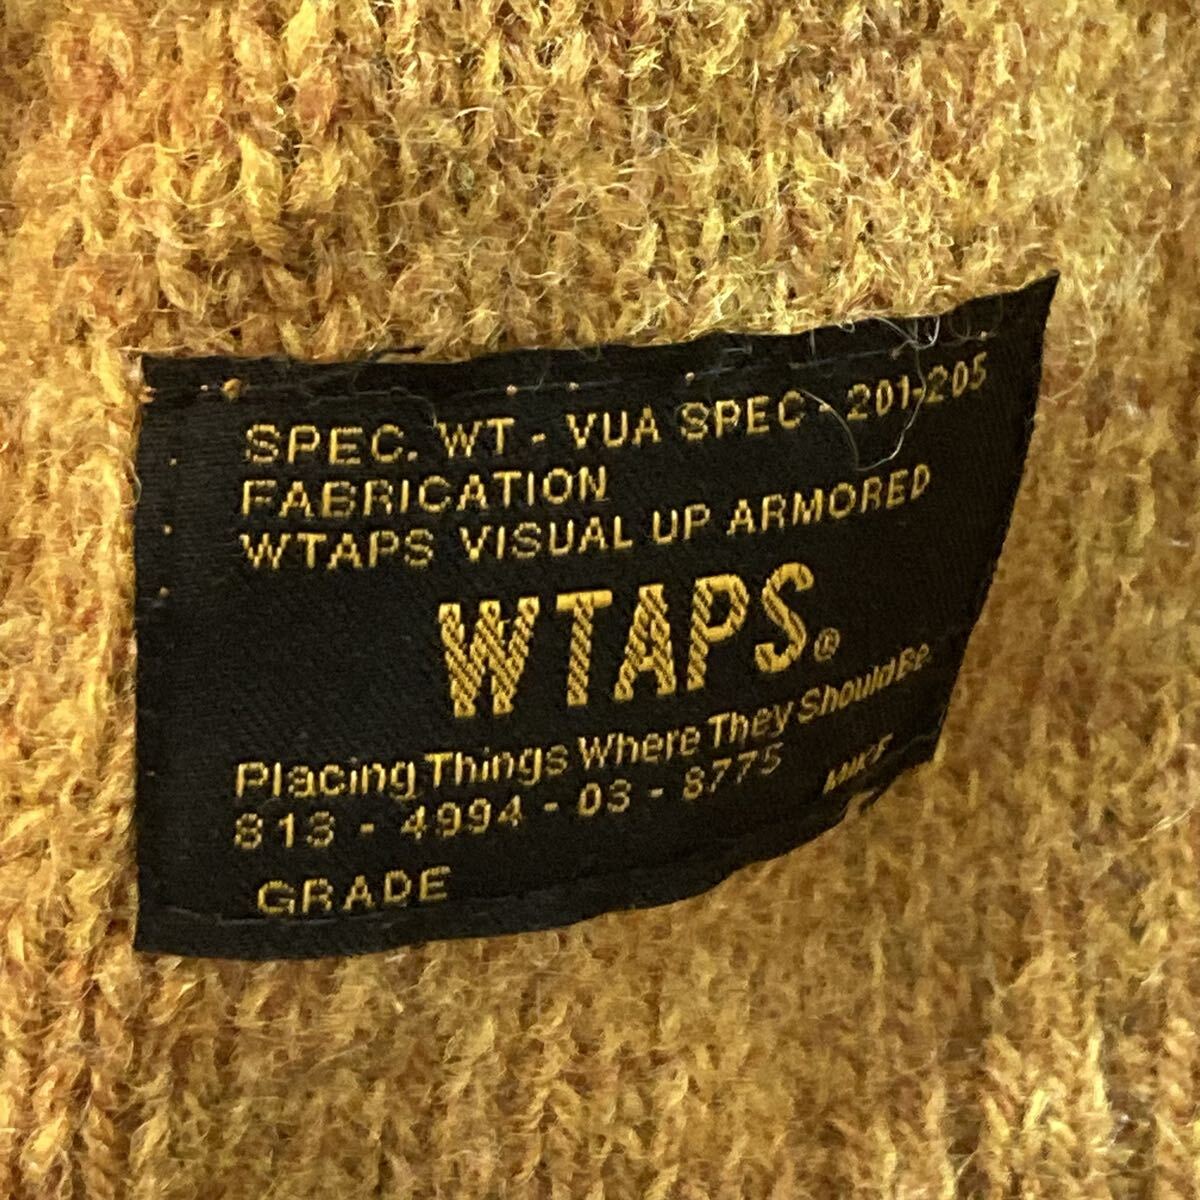 SPEC. WT - VUA SPEC - 201-205
FABRICATION
WTAPS VISUAL UP ARMORED
WTAPS®
Placing Things Where They Should Be.
813 - 4994 - 03 - 8775
GRADE